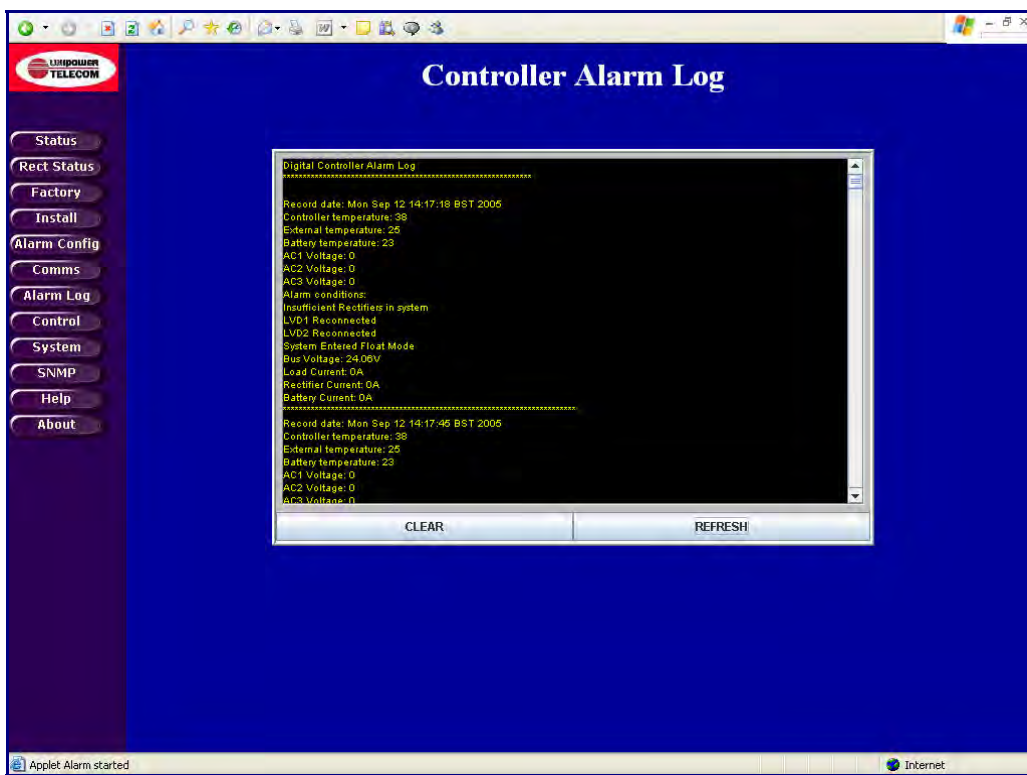 UNIPOWER
TELECOM
Controller Alarm Log
Status
Rect Status
Factory
Install
Alarm Config
Comms
Alarm Log
Control
System
SNMP
Help
About
Digital Controller Alarm Log
**************************************************************
Record date: Mon Sep 12 14:17:18 BST 2005
Controller temperature: 38
External temperature: 25
Battery temperature: 23
AC1 Voltage: 0
AC2 Voltage: 0
AC3 Voltage: 0
Alarm conditions:
Insufficient Rectifiers in system
LVD1 Reconnected
LVD2 Reconnected
System Entered Float Mode
Bus Voltage: 24.06V
Load Current: 0A
Rectifier Current: 0A
Battery Current: 0A
*************************************************************************
Record date: Mon Sep 12 14:17:45 BST 2005
Controller temperature: 38
External temperature: 25
Battery temperature: 23
AC1 Voltage: 0
AC2 Voltage: 0
AC3 Voltage: 0
CLEAR
REFRESH
Applet Alarm started
Internet